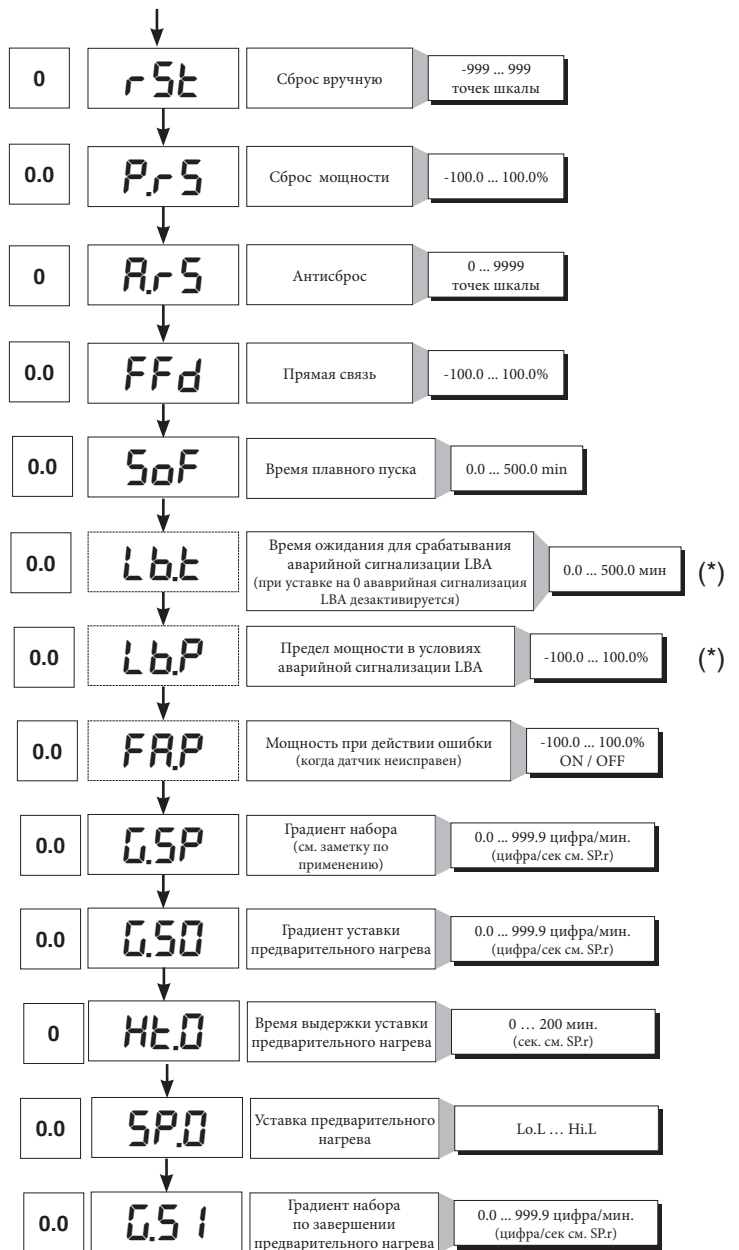 0
rSt
Сброс вручную
-999 ... 999
точек шкалы
0.0
P.rS
Сброс мощности
-100.0 ... 100.0%
0
A.rS
Антисброс
0 ... 9999
точек шкалы
0.0
FFd
Прямая связь
-100.0 ... 100.0%
0.0
SoF
Время плавного пуска
0.0 ... 500.0 min
0.0
Lb.t
Время ожидания для срабатывания
аварийной сигнализации LBA
(при уставке на 0 ававрийная сигнализация
LBA дезактивируется)
0.0 ... 500.0 мин
(*)
0.0
Lb.P
Предел мощности в условиях
аварийной сигнализации LBA
-100.0 ... 100.0%
(*)
0.0
FA.P
Мощность при действии ошибки
(когда датчик неисправен)
-100.0 ... 100.0%
ON / OFF
0.0
G.SP
Градиент набора
(см. заметку по
применению)
0.0 ... 999.9 цифра/мин.
(цифра/сек см. SP.r)
0.0
G.S0
Градиент уставки
предварительного нагрева
0.0 ... 999.9 цифра/мин.
(цифра/сек см. SP.r)
0
Ht.0
Время выдержки уставки
предварительного нагрева
0 … 200 мин.
(сек. см. SP.r)
0.0
SP.0
Уставка предварительного
нагрева
Lo.L … Hi.L
0.0
G.S1
Градиент набора
по завершении
предварительного нагрева
0.0 ... 999.9 цифра/мин.
(цифра/сек см. SP.r)